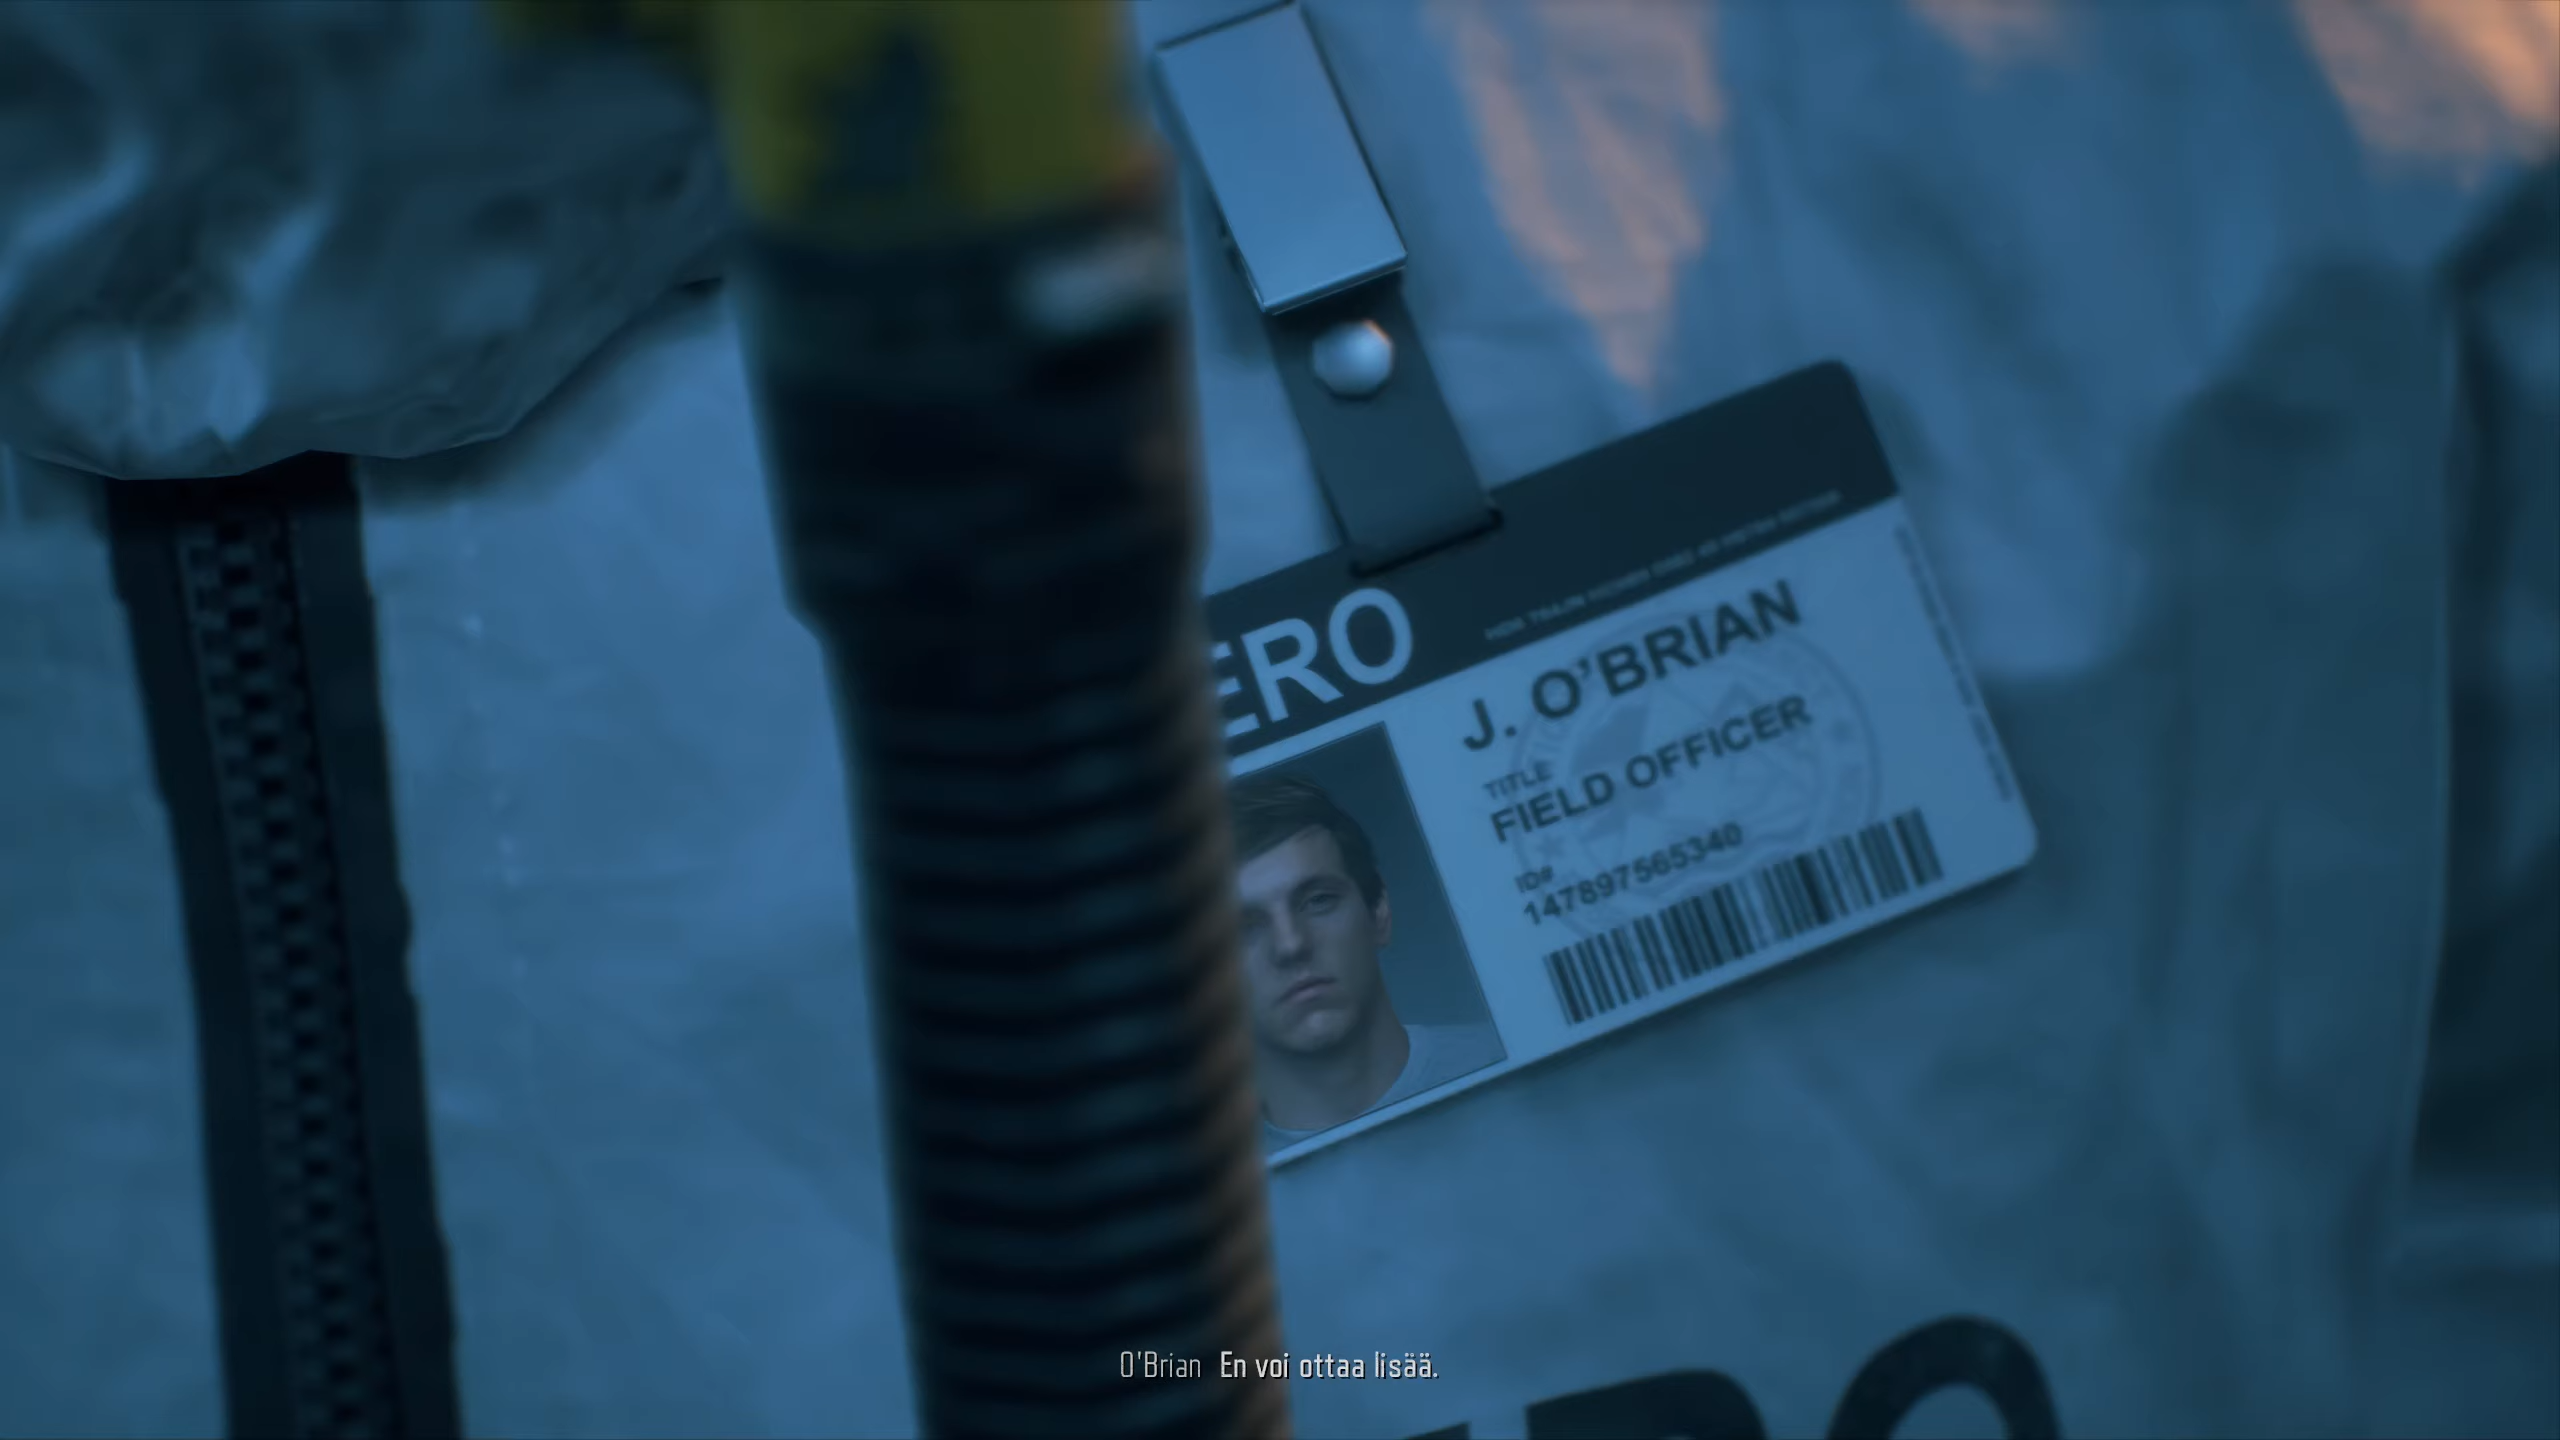 ERO
J. O'BRIAN
TITLE
FIELD OFFICER
ID#
147897565340
O'Brian En voi ottaa lisää.